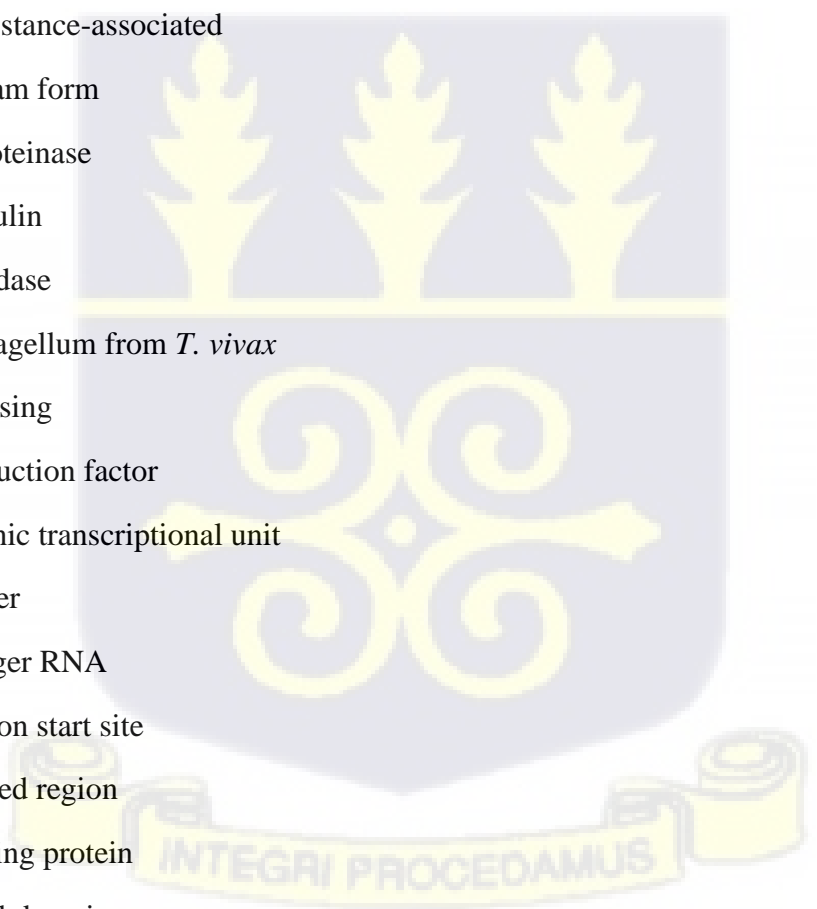 stance-associated
am form
oteinase
ulin
dase
agellum from T. vivax
sing
uction factor
nic transcriptional unit
er
ger RNA
on start site
ed region
ing protein
INTEGRI PROCEDAMUS